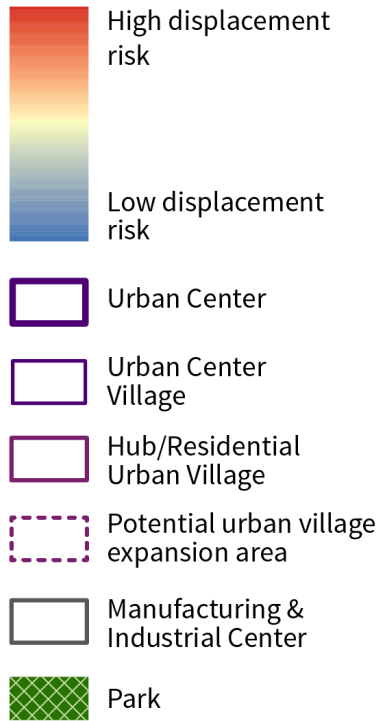 High displacement
risk
Low displacement
risk
Urban Center
Urban Center
Village
Hub/Residential
Urban Village
Potential urban village
expansion area
Manufacturing &
Industrial Center
Park